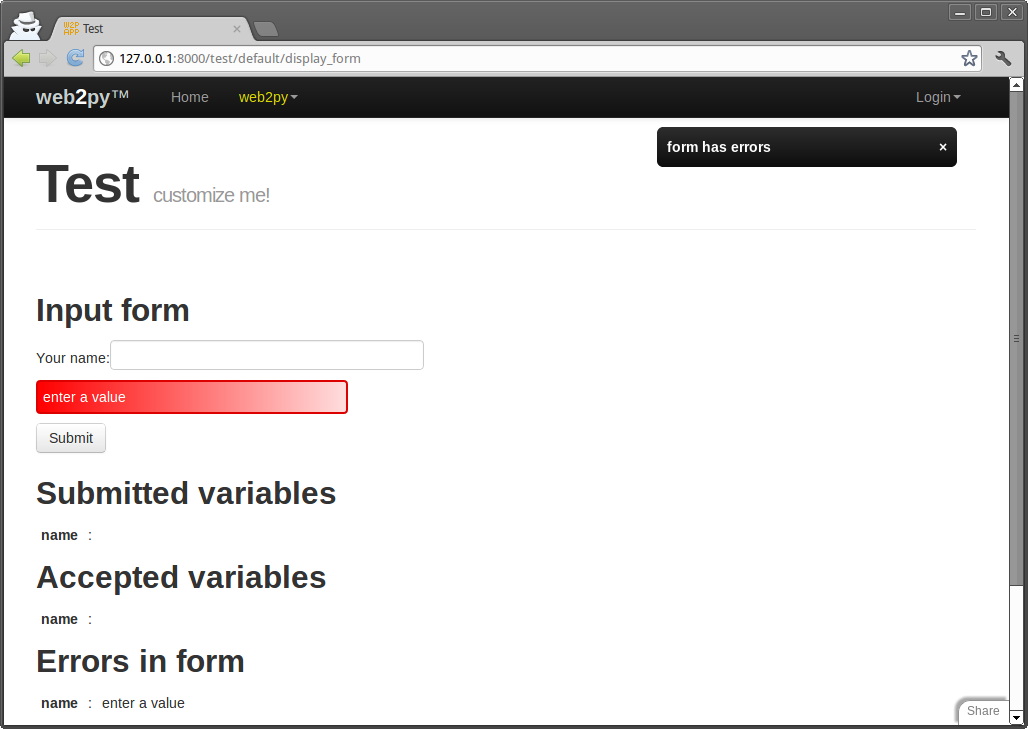 W2P APP Test
127.0.0.1:8000/test/default/display_form
web2py™ Home web2py Login
form has errors ×
Test customize me!
Input form
Your name:
enter a value
Submit
Submitted variables
name :
Accepted variables
name :
Errors in form
name : enter a value
Share